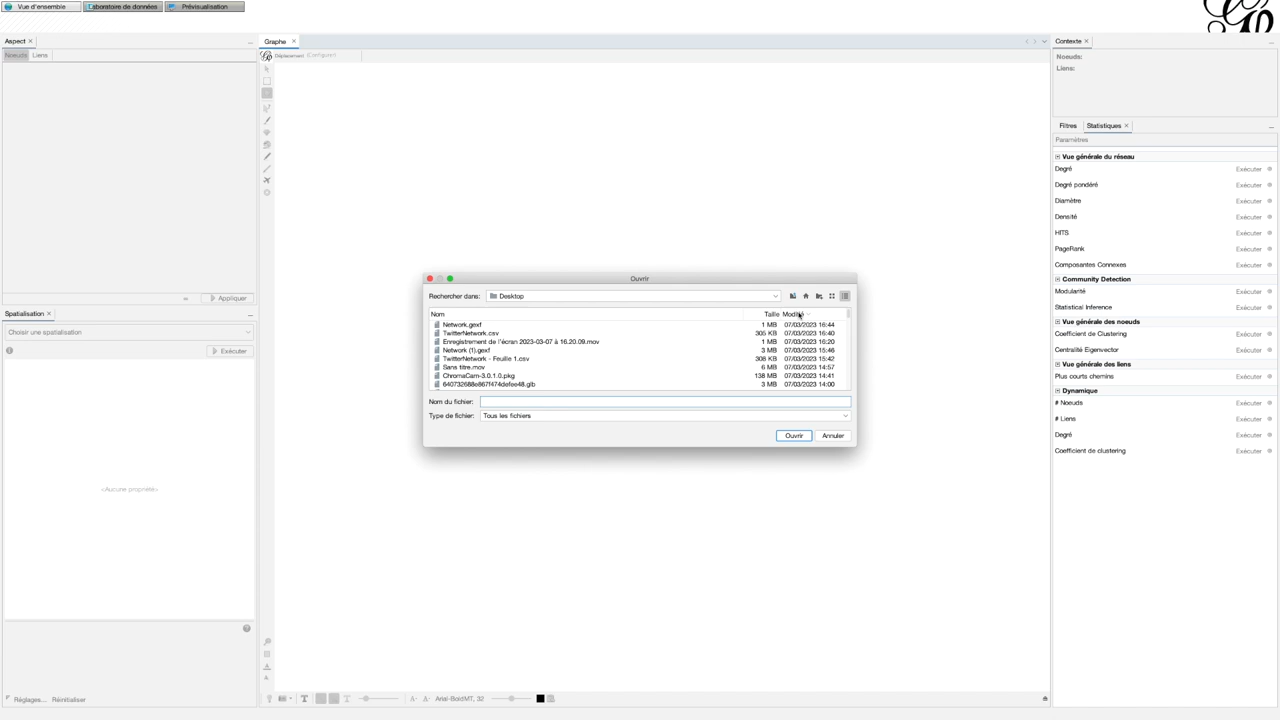 Vue d'ensemble Laboratoire de données Prévisualisation
Aspect
Noeuds Liens
Appliquer
Spatialisation
Choisir une spatialisation
Exécuter
<Aucune propriété>
Réglages... Réinitialiser
Graphe
Déplacement (Configurer)
Ouvrir
Rechercher dans: Desktop
Nom Taille Modifié
Network.gexf 1 MB 07/03/2023 16:44
TwitterNetwork.csv 305 KB 07/03/2023 16:40
Enregistrement de l'écran 2023-03-07 à 16.20.09.mov 1 MB 07/03/2023 16:20
Network (1).gexf 3 MB 07/03/2023 15:46
TwitterNetwork - Feuille 1.csv 308 KB 07/03/2023 15:42
Sans titre.mov 6 MB 07/03/2023 14:57
ChromaCam-3.0.1.0.pkg 138 MB 07/03/2023 14:41
640732688e867f474defee48.glb 3 MB 07/03/2023 14:00
Nom du fichier:
Type de fichier: Tous les fichiers
Ouvrir Annuler
T T A- A- Arial-BoldMT, 32
Contexte
Noeuds:
Liens:
Filtres Statistiques
Paramètres
Vue générale du réseau
Degré Exécuter
Degré pondéré Exécuter
Diamètre Exécuter
Densité Exécuter
HITS Exécuter
PageRank Exécuter
Composantes Connexes Exécuter
Community Detection
Modularité Exécuter
Statistical Inference Exécuter
Vue générale des noeuds
Coefficient de Clustering Exécuter
Centralité Eigenvector Exécuter
Vue générale des liens
Plus courts chemins Exécuter
Dynamique
# Noeuds Exécuter
# Liens Exécuter
Degré Exécuter
Coefficient de clustering Exécuter